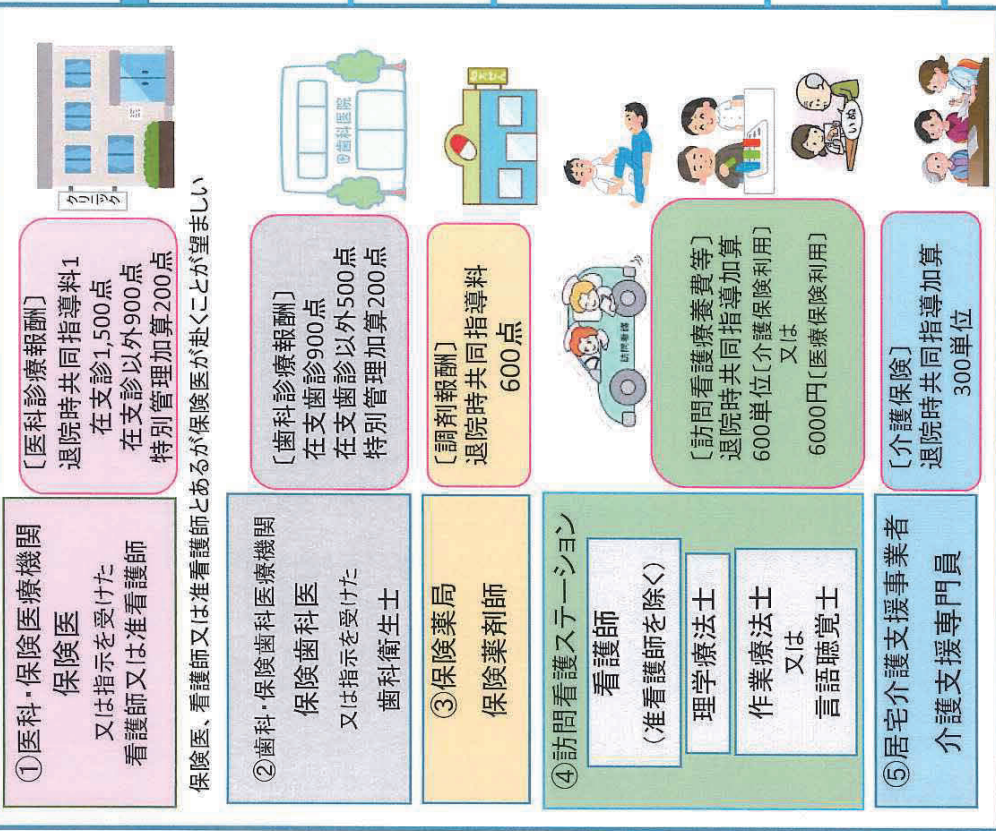 ①医科・保険医療機関
保険医
又は指示を受けた
看護師又は准看護師
[医科診療報酬]
退院時共同指導料1
在支診1,500点
在支診以外900点
特別管理加算200点
クリニック
保険医、看護師又は准看護師とあるが保険医が赴くことが望ましい
②歯科・保険歯科医療機関
保険歯科医
又は指示を受けた
歯科衛生士
[歯科診療報酬]
在支歯診900点
在支歯診以外500点
特別管理加算200点
歯科医院
③保険薬局
保険薬剤師
[調剤報酬]
退院時共同指導料
600点
④訪問看護ステーション
看護師
(准看護師を除く)
理学療法士
作業療法士
又は
言語聴覚士
[訪問看護療養費等]
退院時共同指導加算
600単位[介護保険利用]
又は
6000円[医療保険利用]
訪問看護
いぬ
⑤居宅介護支援事業者
介護支援専門員
[介護保険]
退院時共同指導加算
300単位